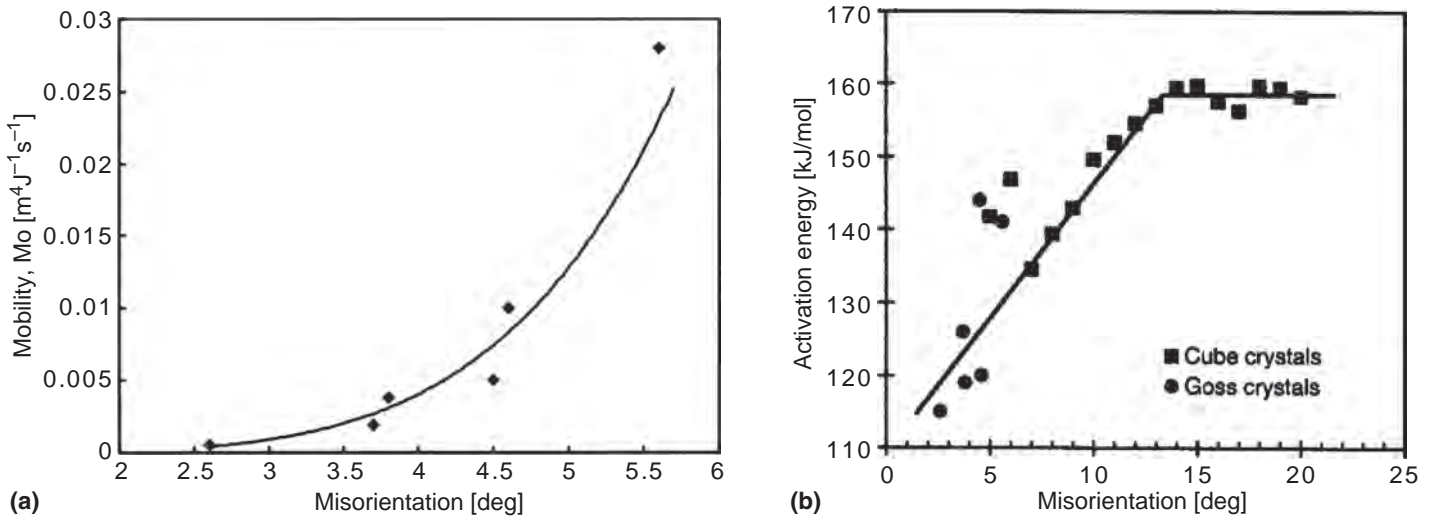 0.03
0.025
0.02
0.015
0.01
0.005
0
2 2.5 3 3.5 4 4.5 5 5.5 6
Mobility, Mo [m⁴J⁻¹s⁻¹]
Misorientation [deg]
(a)
170
160
150
140
130
120
110
0 5 10 15 20 25
Activation energy [kJ/mol]
Cube crystals
Goss crystals
Misorientation [deg]
(b)